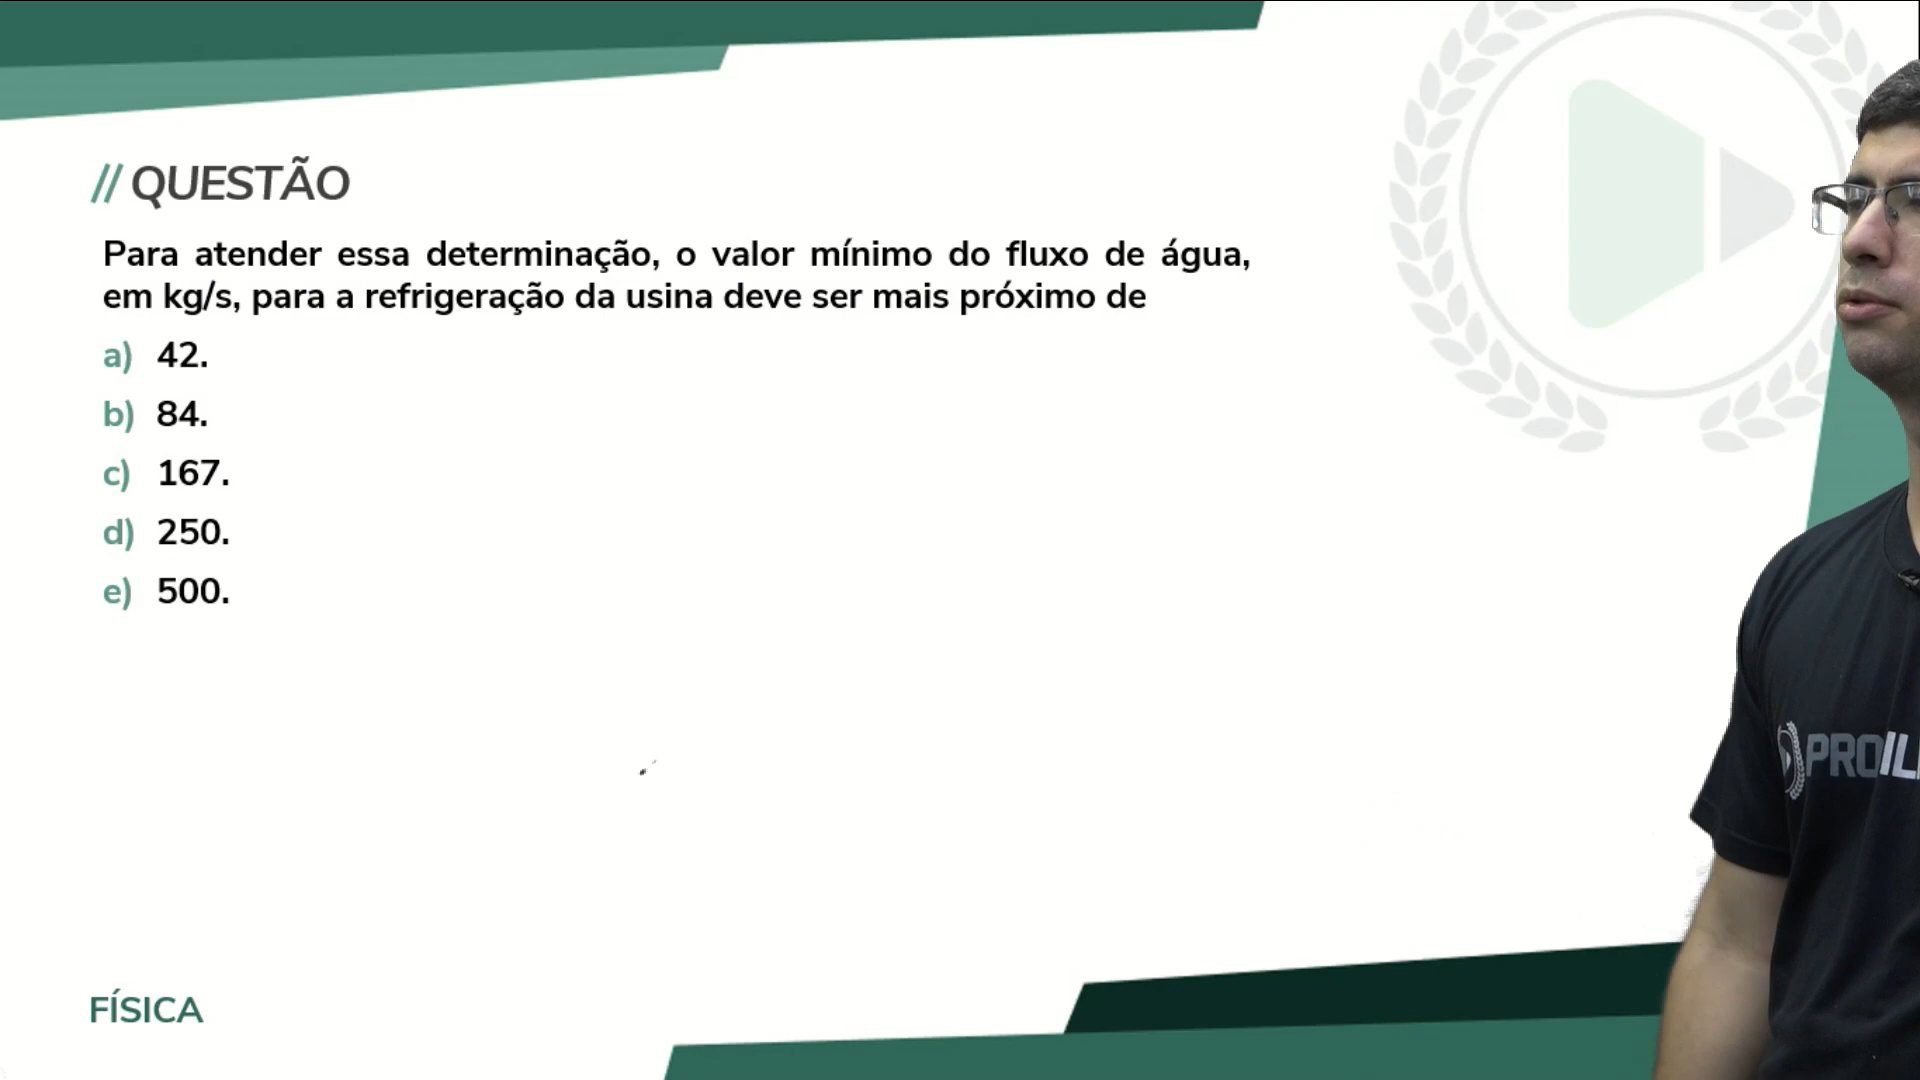 // QUESTÃO
Para atender essa determinação, o valor mínimo do fluxo de água,
em kg/s, para a refrigeração da usina deve ser mais próximo de
a) 42.
b) 84.
c) 167.
d) 250.
e) 500.
PROIL
FÍSICA